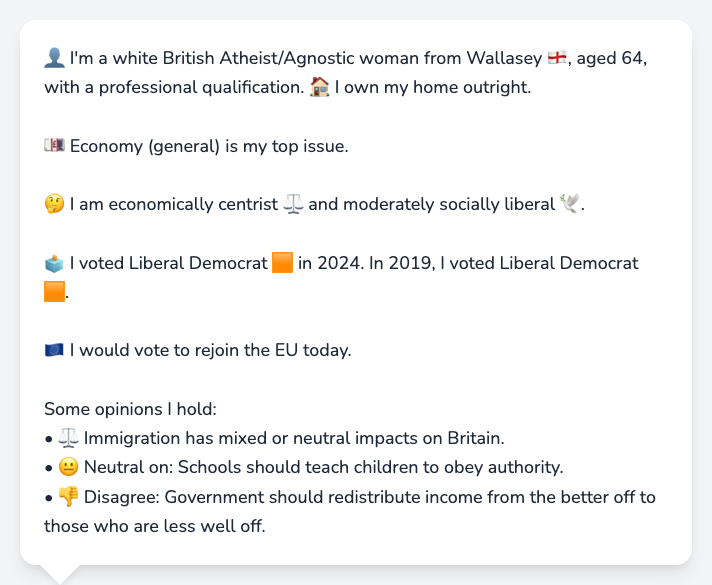 👤 I'm a white British Atheist/Agnostic woman from Wallasey 🏴󠁧󠁢󠁥󠁮󠁧󠁿, aged 64,
with a professional qualification. 🏠 I own my home outright.
💷 Economy (general) is my top issue.
🤔 I am economically centrist ⚖️ and moderately socially liberal 🕊️.
🗳️ I voted Liberal Democrat 🟧 in 2024. In 2019, I voted Liberal Democrat
🟧.
🇪🇺 I would vote to rejoin the EU today.
Some opinions I hold:
• ⚖️ Immigration has mixed or neutral impacts on Britain.
• 😐 Neutral on: Schools should teach children to obey authority.
• 👎 Disagree: Government should redistribute income from the better off to
those who are less well off.